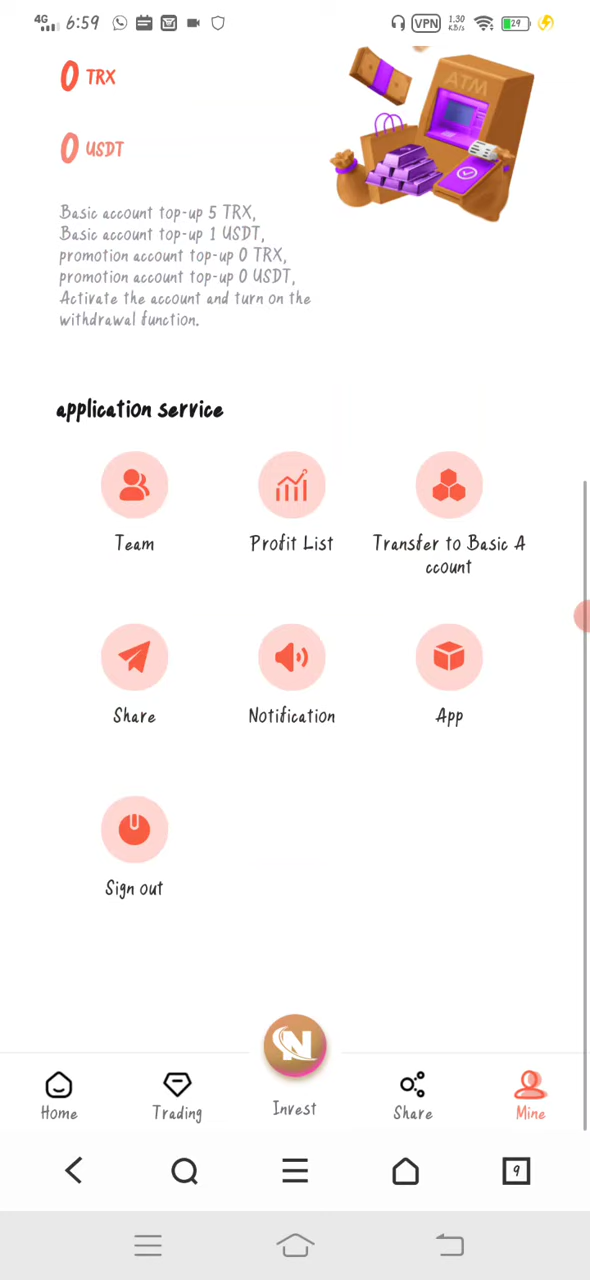 4G 6:59 VPN 1.30 KB/s 29
0 TRX
ATM
0 USDT
Basic account top-up 5 TRX,
Basic account top-up 1 USDT,
promotion account top-up 0 TRX,
promotion account top-up 0 USDT,
Activate the account and turn on the
withdrawal function.
application service
Team
Profit List
Transfer to Basic A
ccount
Share
Notification
App
Sign out
N
Home
Trading
Invest
Share
Mine
9